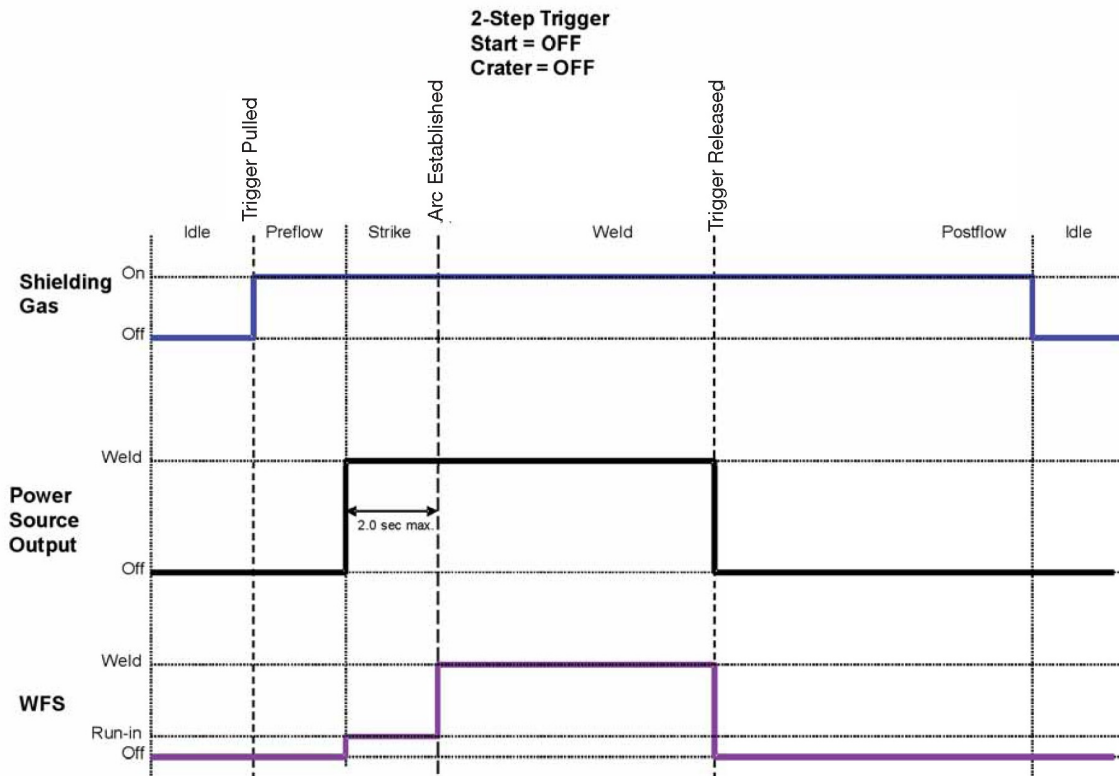 2-Step Trigger
Start = OFF
Crater = OFF
Trigger Pulled
Arc Established
Trigger Released
Idle
Preflow
Strike
Weld
Postflow
Idle
Shielding
Gas
On
Off
Power
Source
Output
Weld
2.0 sec max.
Off
WFS
Weld
Run-in
Off